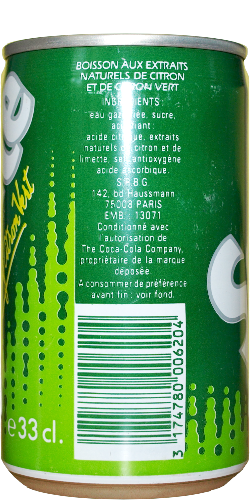 BOISSON AUX EXTRAITS
NATURELS DE CITRON
ET DE CITRON VERT
INGRÉDIENTS :
eau gazéifiée, sucre,
acidifiant :
acide citrique, extraits
naturels de citron et de
limette, sel, antioxygène
acide ascorbique.
S.P.B.G.
142, bd Haussmann
75008 PARIS
EMB : 13071
Conditionné avec
l'autorisation de
The Coca-Cola Company,
propriétaire de la marque
déposée.
A consommer de préférence
avant fin : voir fond.
Citron Vert
e 33 cl.
3 174780 006204